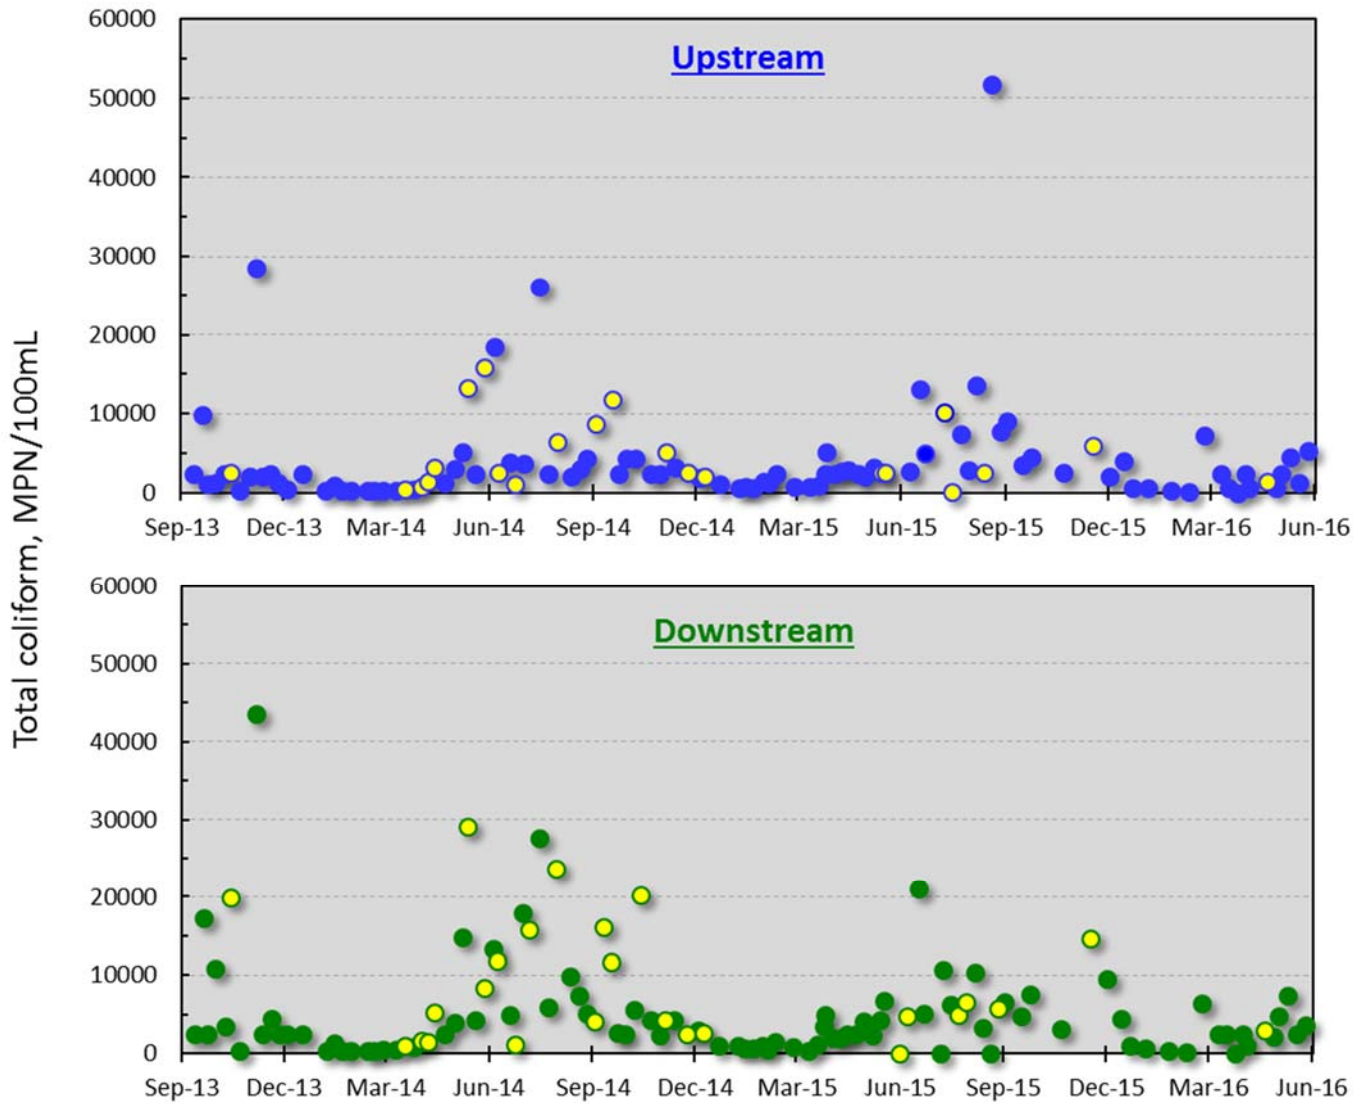 Total coliform, MPN/100mL
Upstream
60000
50000
40000
30000
20000
10000
0
Sep-13 Dec-13 Mar-14 Jun-14 Sep-14 Dec-14 Mar-15 Jun-15 Sep-15 Dec-15 Mar-16 Jun-16
Downstream
60000
50000
40000
30000
20000
10000
0
Sep-13 Dec-13 Mar-14 Jun-14 Sep-14 Dec-14 Mar-15 Jun-15 Sep-15 Dec-15 Mar-16 Jun-16